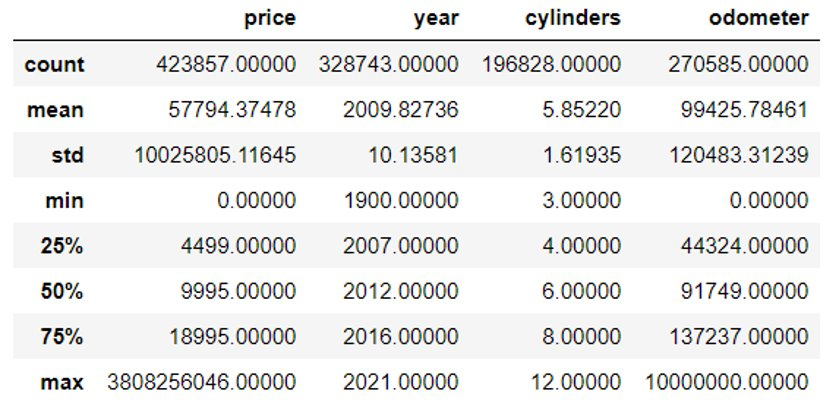 price year cylinders odometer
count 423857.00000 328743.00000 196828.00000 270585.00000
mean 57794.37478 2009.82736 5.85220 99425.78461
std 10025805.11645 10.13581 1.61935 120483.31239
min 0.00000 1900.00000 3.00000 0.00000
25% 4499.00000 2007.00000 4.00000 44324.00000
50% 9995.00000 2012.00000 6.00000 91749.00000
75% 18995.00000 2016.00000 8.00000 137237.00000
max 3808256046.00000 2021.00000 12.00000 10000000.00000